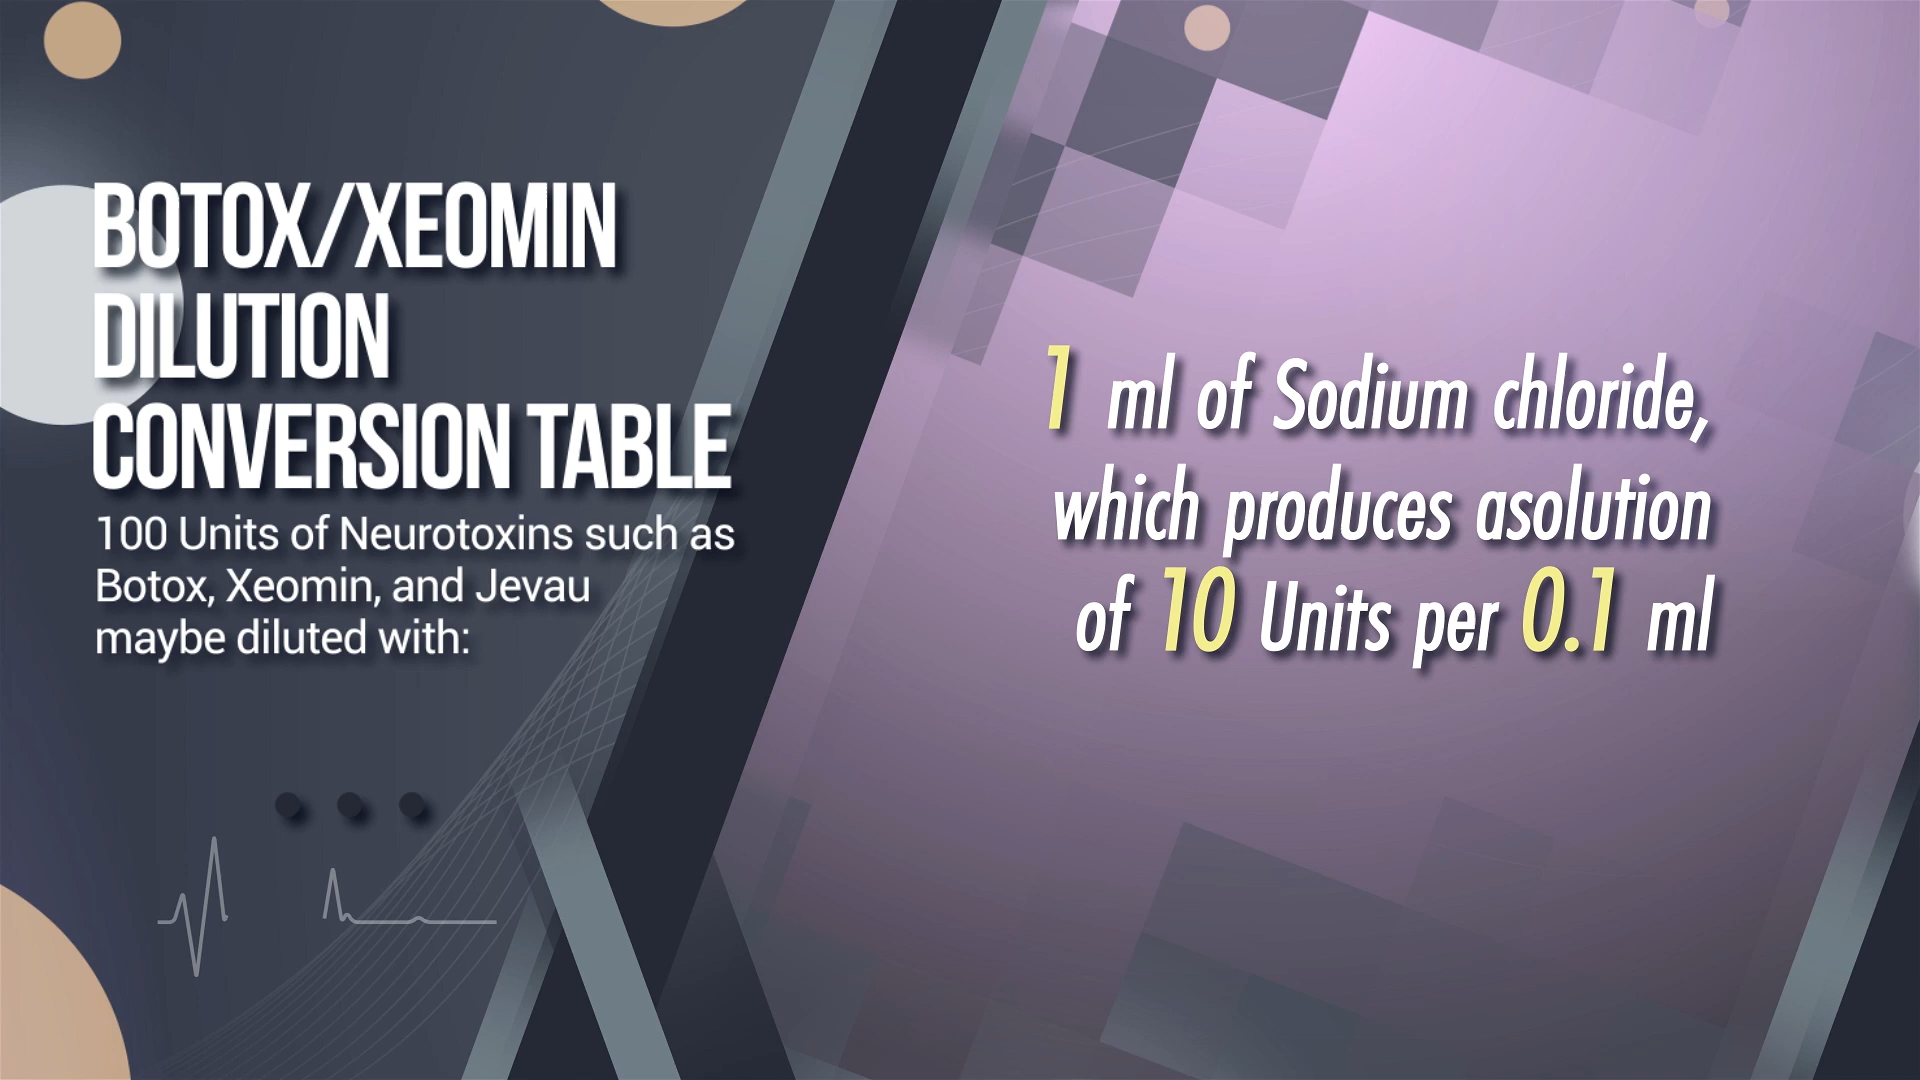 BOTOX/XEOMIN
DILUTION
CONVERSION TABLE
100 Units of Neurotoxins such as
Botox, Xeomin, and Jevau
maybe diluted with:
1 ml of Sodium chloride,
which produces asolution
of 10 Units per 0.1 ml